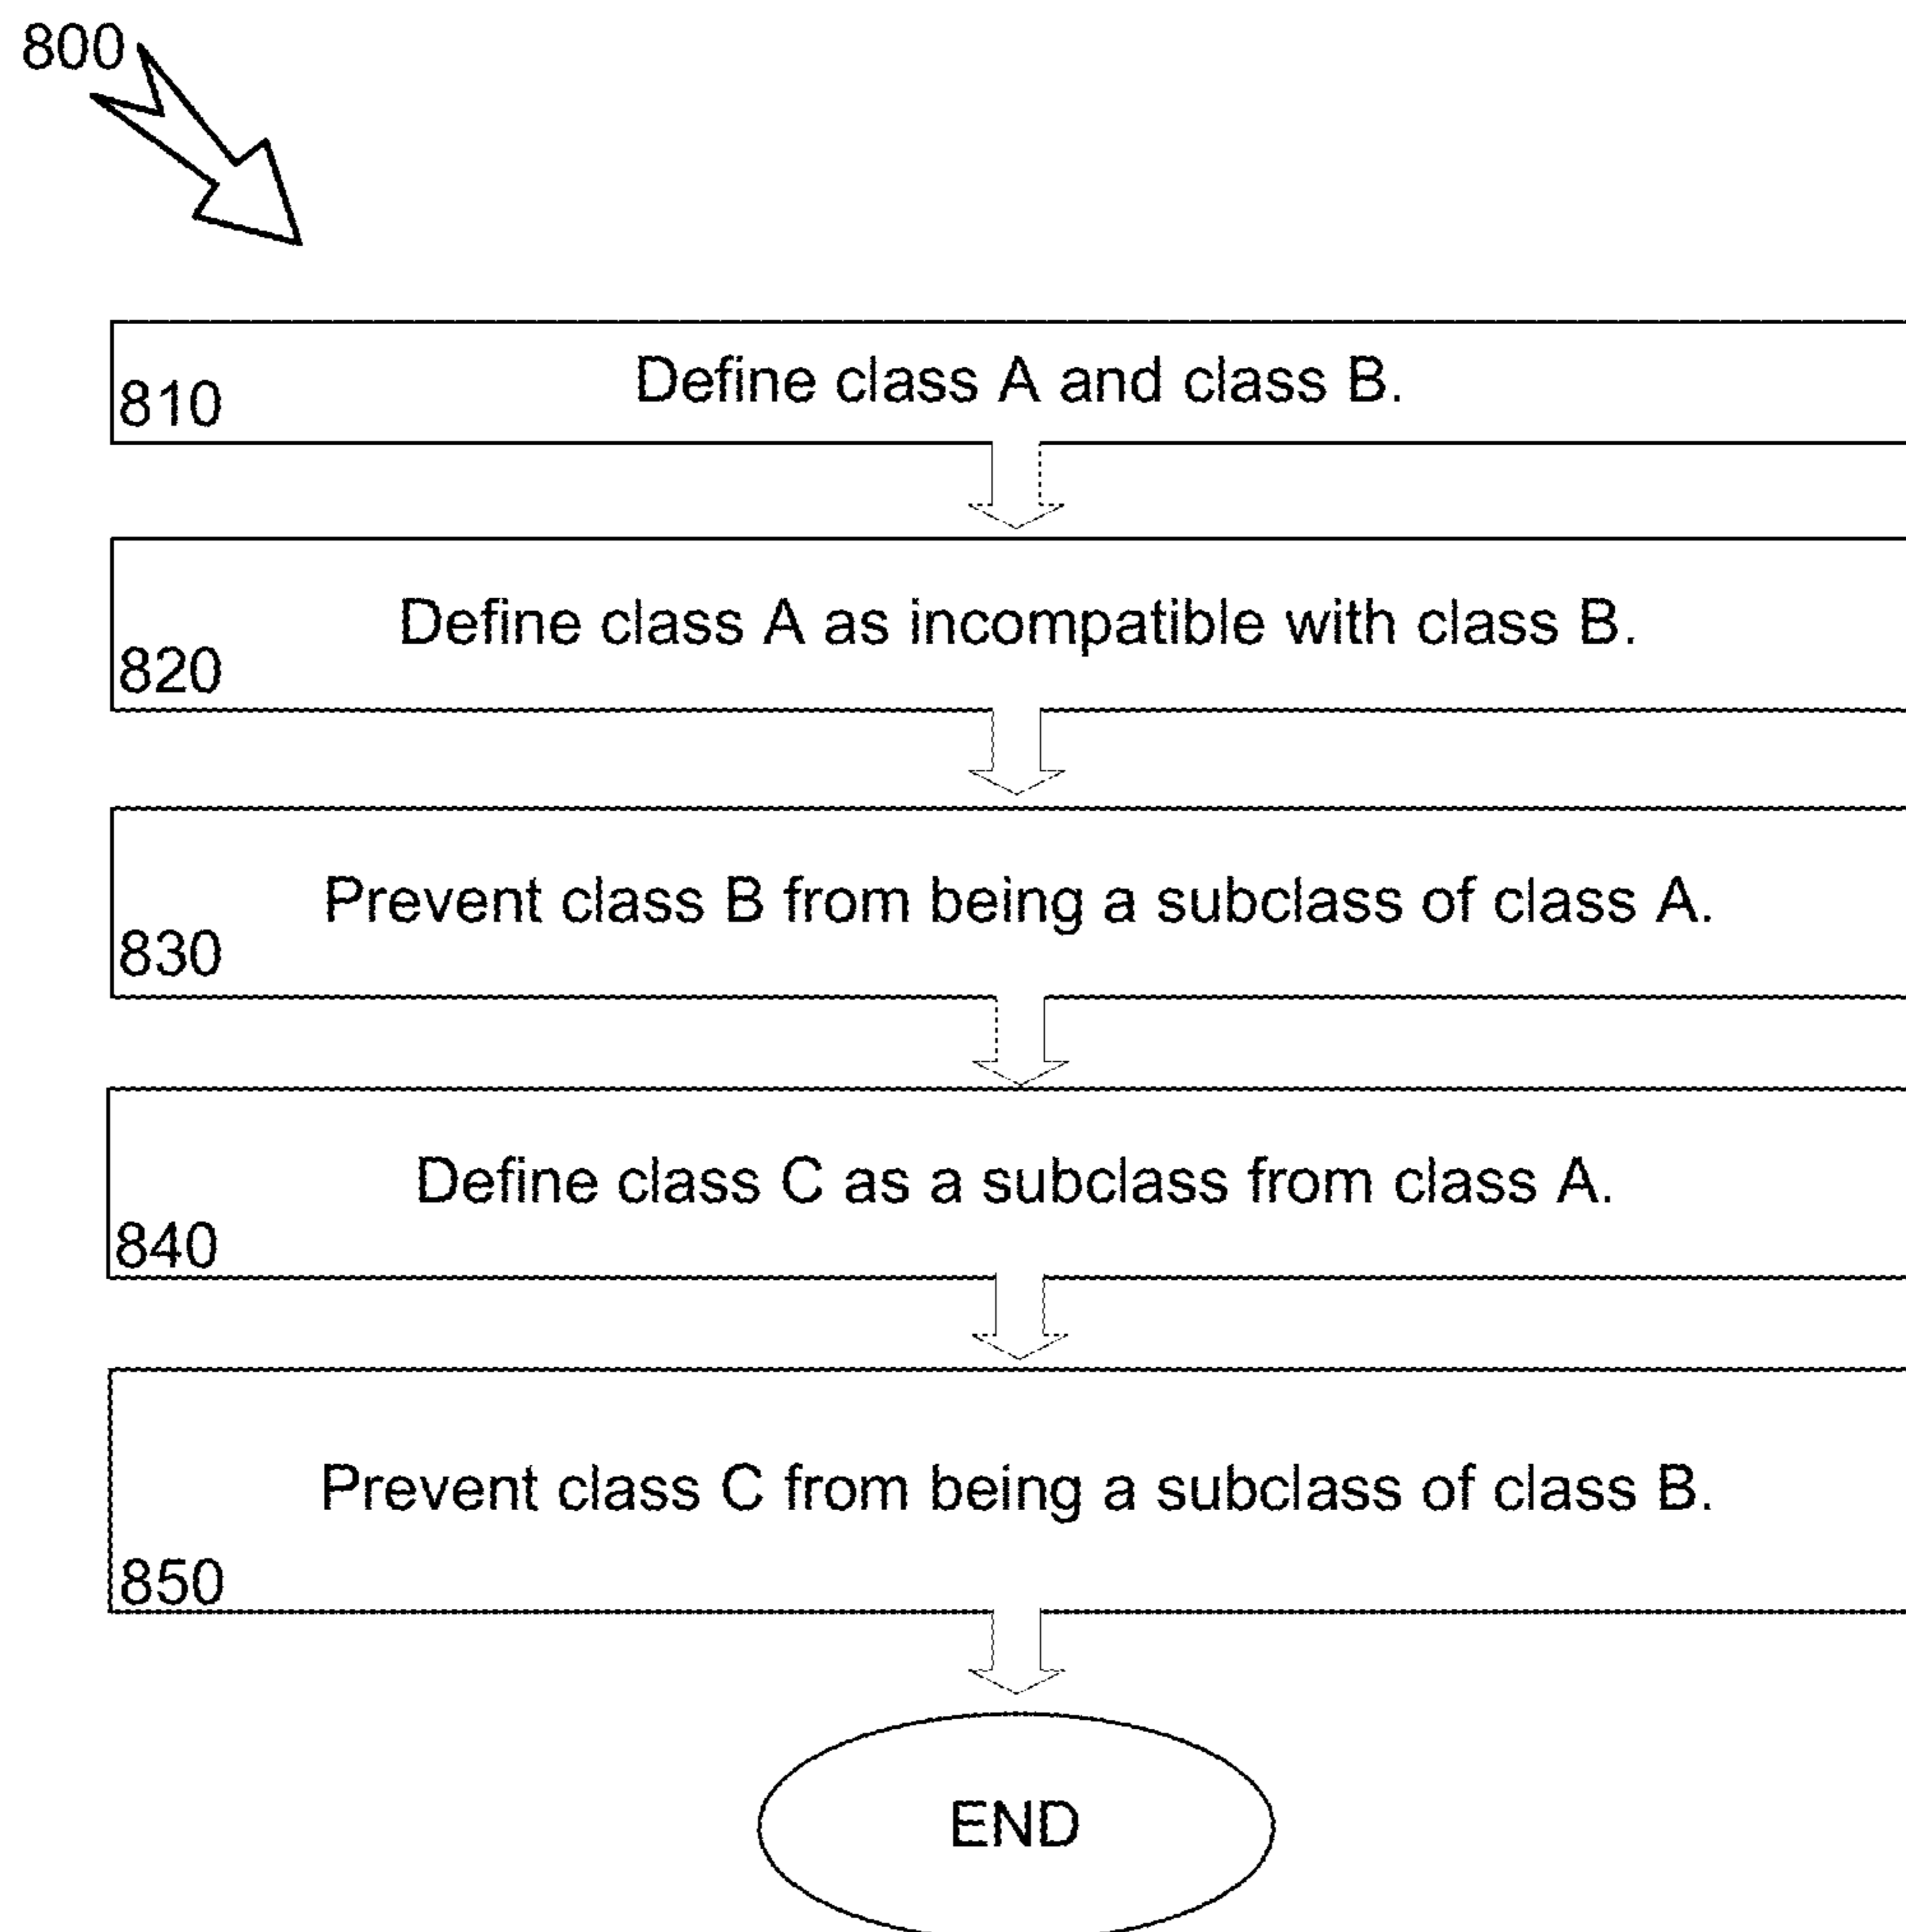 800
Define class A and class B.
810
Define class A as incompatible with class B.
820
Prevent class B from being a subclass of class A.
830
Define class C as a subclass from class A.
840
Prevent class C from being a subclass of class B.
850
END